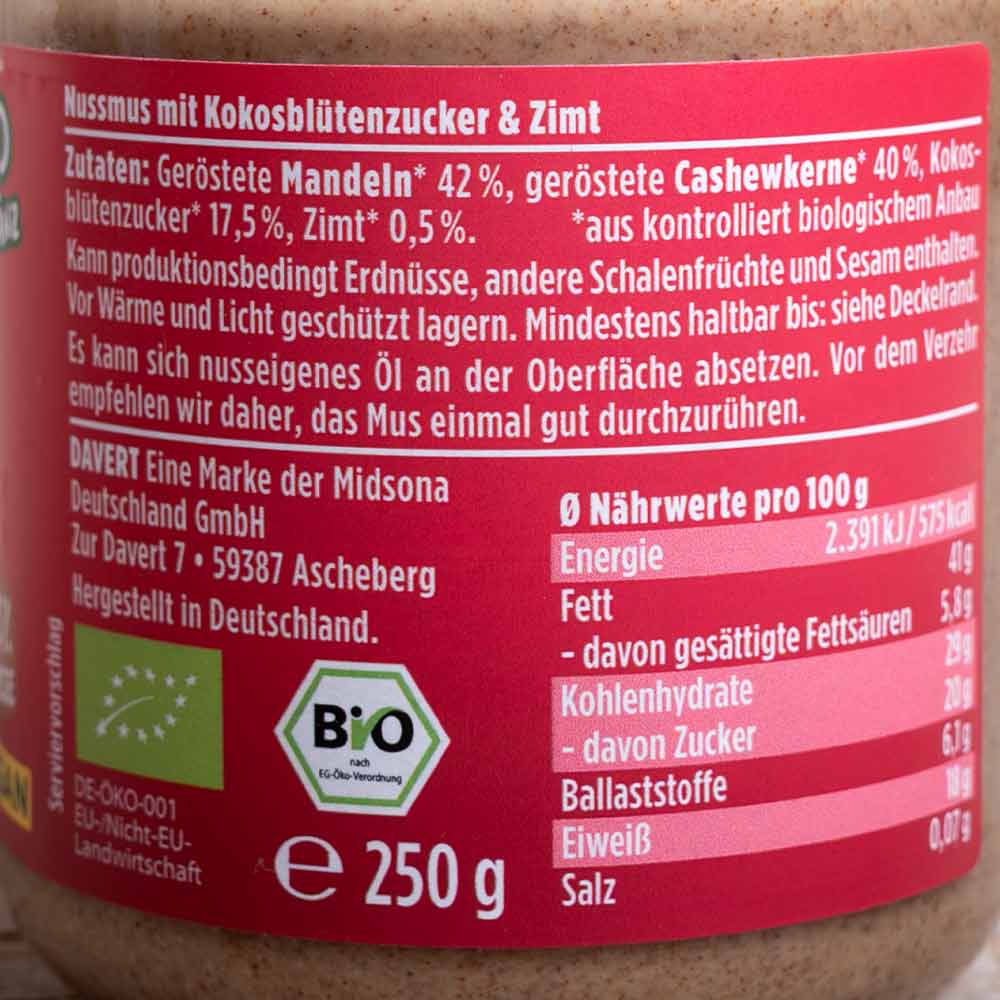 Nussmus mit Kokosblütenzucker & Zimt
Zutaten: Geröstete Mandeln* 42 %, geröstete Cashewkerne* 40 %, Kokos-
blütenzucker* 17,5 %, Zimt* 0,5 %. *aus kontrolliert biologischem Anbau
Kann produktionsbedingt Erdnüsse, andere Schalenfrüchte und Sesam enthalten.
Vor Wärme und Licht geschützt lagern. Mindestens haltbar bis: siehe Deckelrand.
Es kann sich nusseigenes Öl an der Oberfläche absetzen. Vor dem Verzehr
empfehlen wir daher, das Mus einmal gut durchzurühren.
DAVERT Eine Marke der Midsona
Deutschland GmbH
Zur Davert 7 • 59387 Ascheberg
Hergestellt in Deutschland.
Serviervorschlag
DE-ÖKO-001
EU-/Nicht-EU-
Landwirtschaft
BiO
nach
EG-Öko-Verordnung
℮ 250 g
Ø Nährwerte pro 100 g
Energie 2.391 kJ / 575 kcal
Fett 41 g
- davon gesättigte Fettsäuren 5,8 g
Kohlenhydrate 29 g
- davon Zucker 20 g
Ballaststoffe 6,1 g
Eiweiß 18 g
Salz 0,07 g